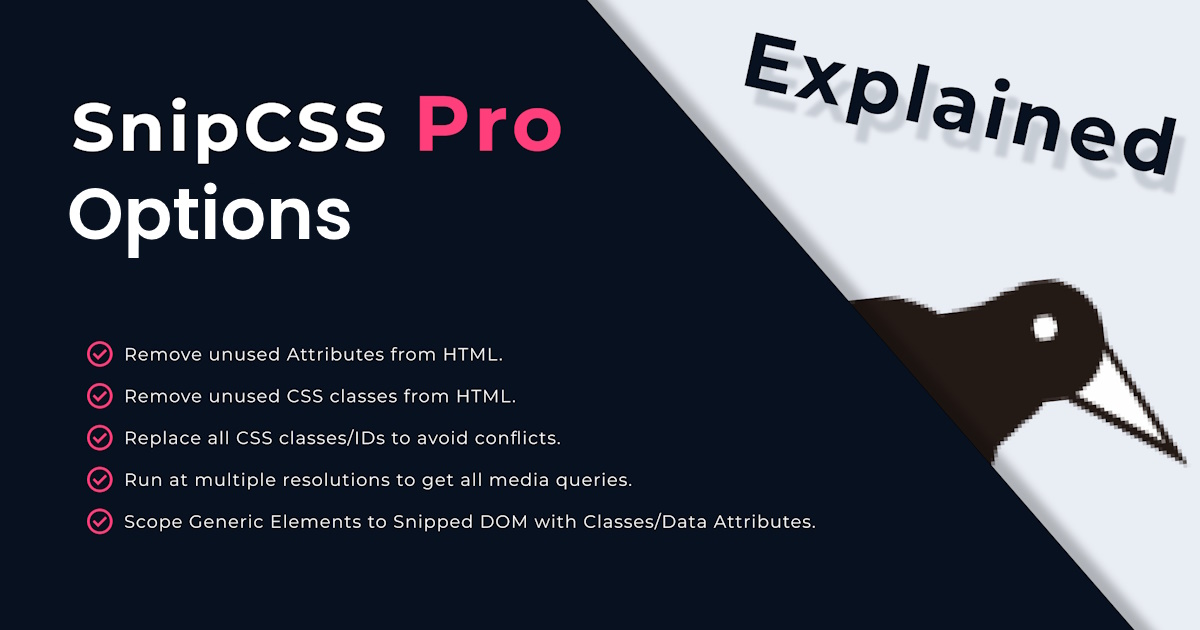 SnipCSS Pro
Options
Explained
Remove unused Attributes from HTML.
Remove unused CSS classes from HTML.
Replace all CSS classes/IDs to avoid conflicts.
Run at multiple resolutions to get all media queries.
Scope Generic Elements to Snipped DOM with Classes/Data Attributes.